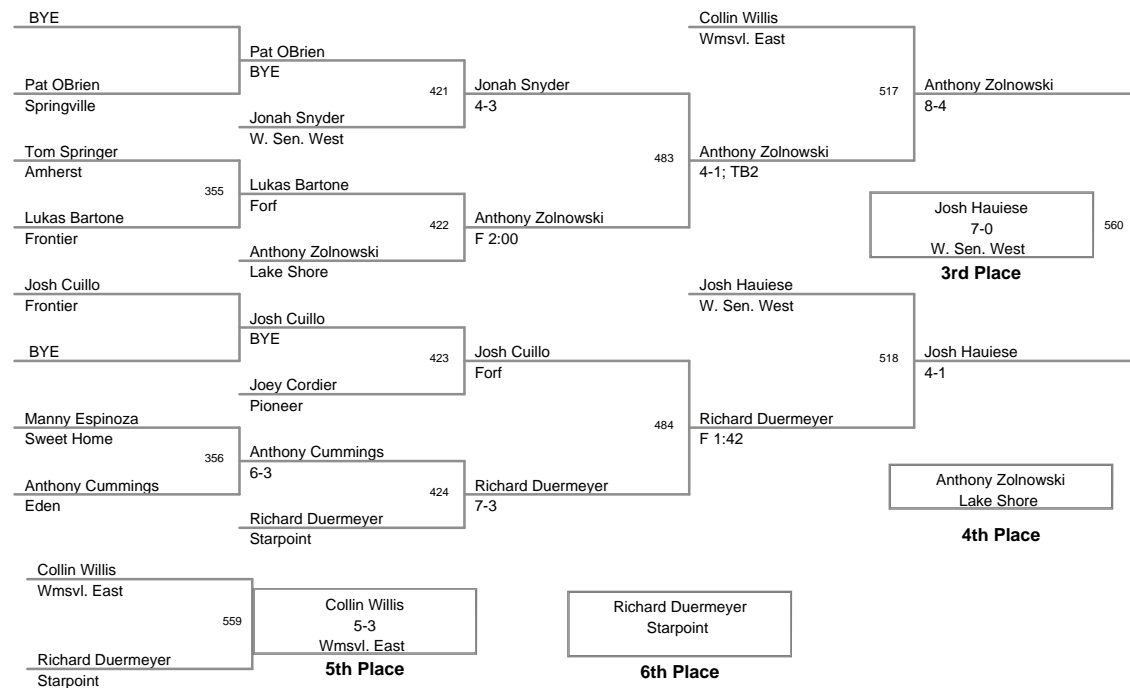 BYE
Pat OBrien
Springville
Tom Springer
Amherst
355
Lukas Bartone
Frontier
Josh Cuillo
Frontier
BYE
Manny Espinoza
Sweet Home
356
Anthony Cummings
Eden
Pat OBrien
BYE
421
Jonah Snyder
W. Sen. West
Lukas Bartone
Forf
422
Anthony Zolnowski
Lake Shore
Josh Cuillo
BYE
423
Joey Cordier
Pioneer
Anthony Cummings
6-3
424
Richard Duermeyer
Starpoint
Jonah Snyder
4-3
483
Anthony Zolnowski
F 2:00
Josh Cuillo
Forf
484
Richard Duermeyer
7-3
Collin Willis
Wmsvl. East
517
Anthony Zolnowski
4-1; TB2
Josh Hauiese
W. Sen. West
518
Richard Duermeyer
F 1:42
Anthony Zolnowski
8-4
Josh Hauiese
7-0
W. Sen. West
560
3rd Place
Josh Hauiese
4-1
Anthony Zolnowski
Lake Shore
4th Place
Collin Willis
Wmsvl. East
559
Richard Duermeyer
Starpoint
Collin Willis
5-3
Wmsvl. East
5th Place
Richard Duermeyer
Starpoint
6th Place